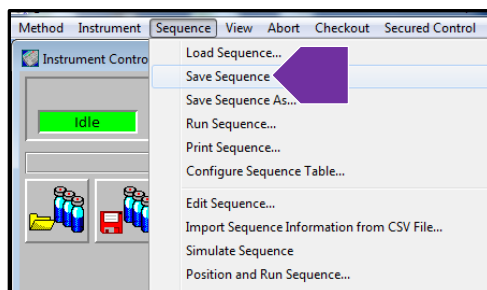 Method Instrument Sequence View Abort Checkout Secured Control
Instrument Contro
Idle
Load Sequence...
Save Sequence
Save Sequence As...
Run Sequence...
Print Sequence...
Configure Sequence Table...
Edit Sequence...
Import Sequence Information from CSV File...
Simulate Sequence
Position and Run Sequence...